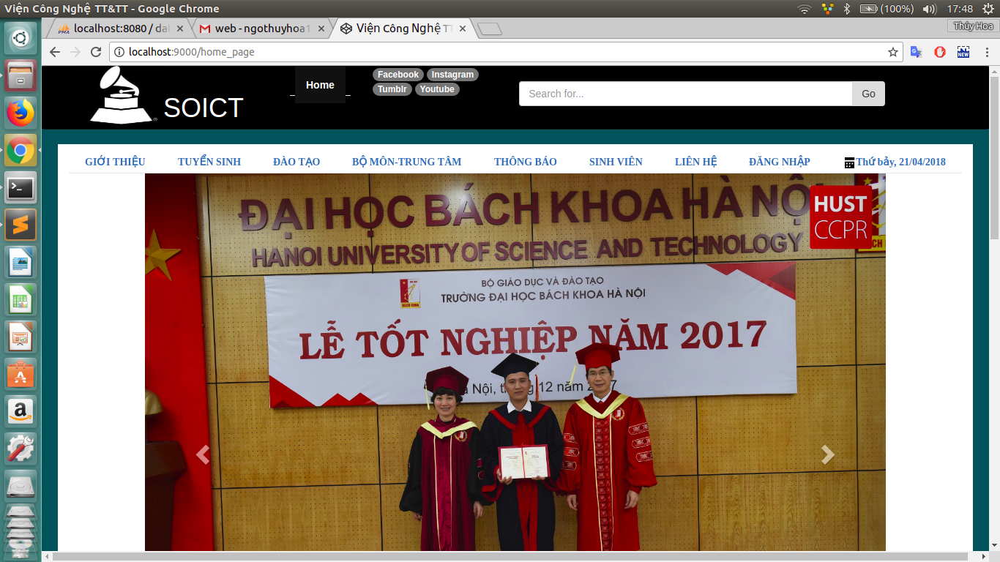 Viện Công Nghệ TT&TT - Google Chrome
(100%) 17:48
localhost:8080 / da
web - ngothuyhoa1
Viện Công Nghệ T
Thúy Hoa
localhost:9000/home_page
NEW
SOICT
Home
Facebook Instagram
Tumblr Youtube
Search for... Go
GIỚI THIỆU TUYỂN SINH ĐÀO TẠO BỘ MÔN-TRUNG TÂM THÔNG BÁO SINH VIÊN LIÊN HỆ ĐĂNG NHẬP Thứ bảy, 21/04/2018
ĐẠI HỌC BÁCH KHOA HÀ NỘI
HANOI UNIVERSITY OF SCIENCE AND TECHNOLOGY
HUST
CCPR
BỘ GIÁO DỤC VÀ ĐÀO TẠO
TRƯỜNG ĐẠI HỌC BÁCH KHOA HÀ NỘI
BÁCH KHOA
LỄ TỐT NGHIỆP NĂM 2017
Nội, 12 năm